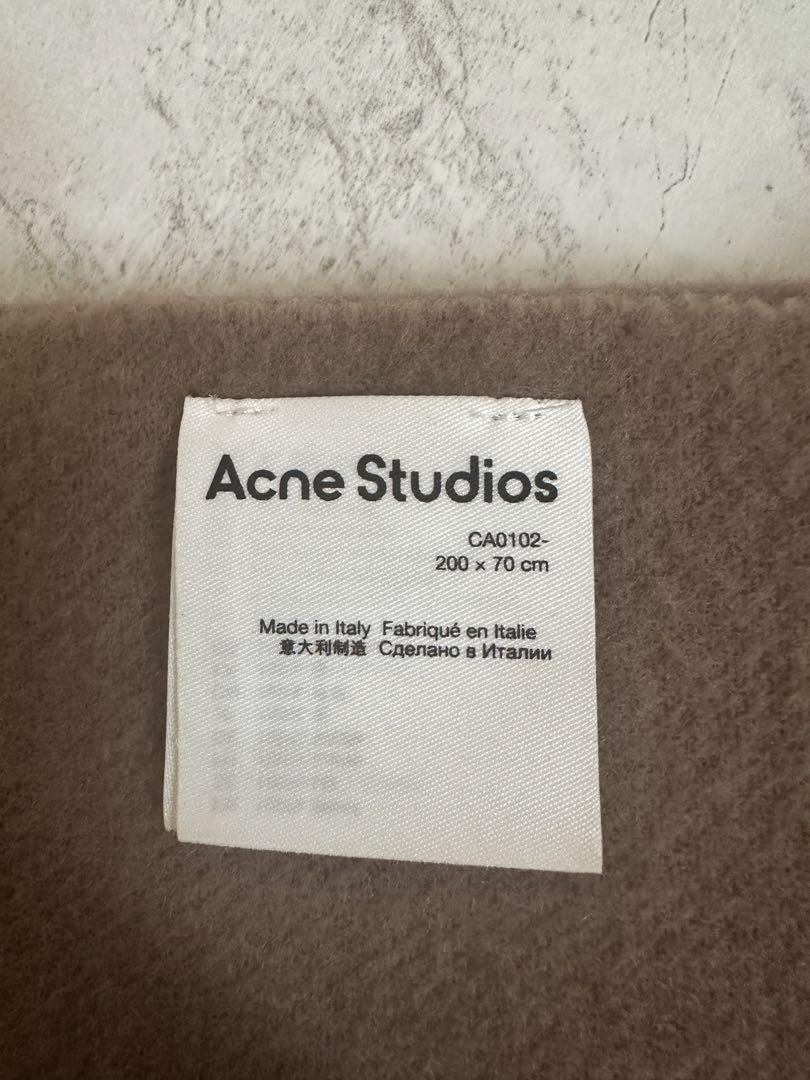 Acne Studios
CA0102-
200 × 70 cm
Made in Italy Fabriqué en Italie
意大利制造 Сделано в Италии